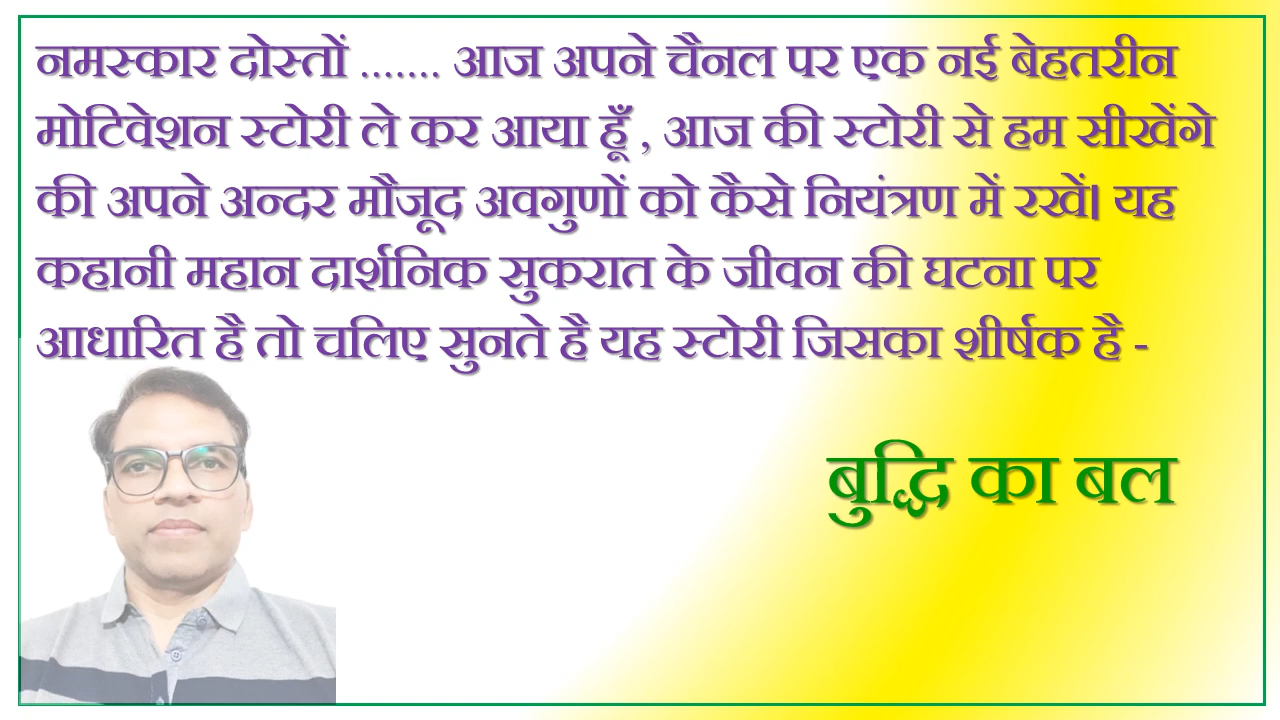 नमस्कार दोस्तों ....... आज अपने चैनल पर एक नई बेहतरीन
मोटिवेशन स्टोरी ले कर आया हूँ , आज की स्टोरी से हम सीखेंगे
की अपने अन्दर मौजूद अवगुणों को कैसे नियंत्रण में रखें। यह
कहानी महान दार्शनिक सुकरात के जीवन की घटना पर
आधारित है तो चलिए सुनते है यह स्टोरी जिसका शीर्षक है -
बुद्धि का बल